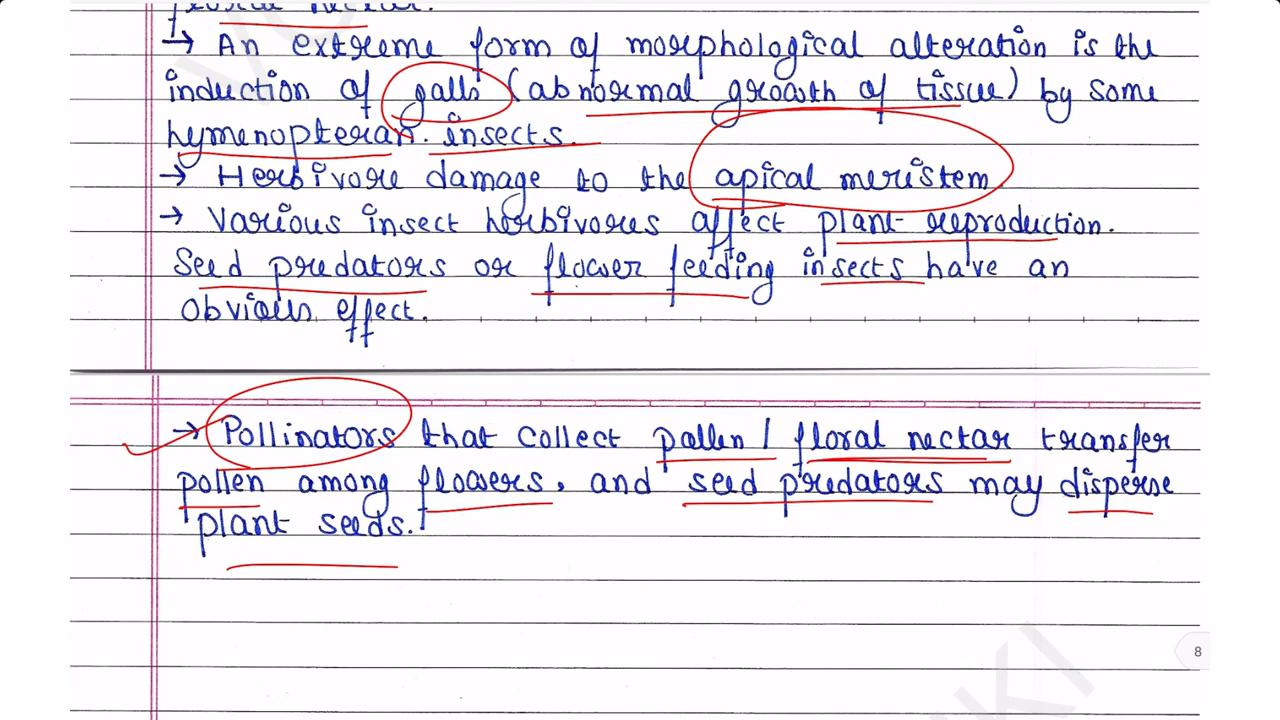 floral nectar.
→ An extreme form of morphological alteration is the
induction of galls (abnormal growth of tissue) by some
hymenopteran insects.
→ Herbivore damage to the apical meristem
→ Various insect herbivores affect plant reproduction.
Seed predators or flower feeding insects have an
obvious effect.
→ Pollinators that collect pollen / floral nectar transfer
pollen among flowers, and seed predators may disperse
plant seeds.
8